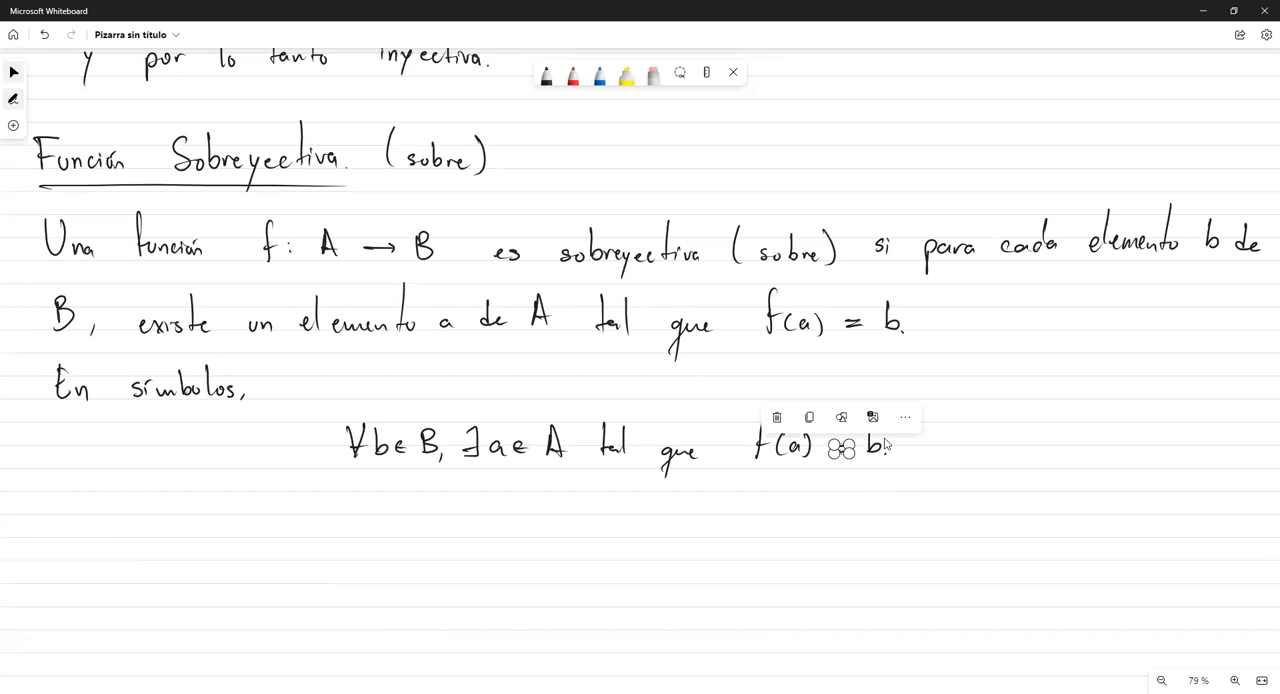 Microsoft Whiteboard
Pizarra sin título
y por lo tanto inyectiva.
Función Sobreyectiva. (sobre)
Una función f: A → B es sobreyectiva (sobre) si para cada elemento b de
B, existe un elemento a de A tal que f(a) = b.
En símbolos,
∀b∈B, ∃a∈A tal que f(a) = b.
79 %